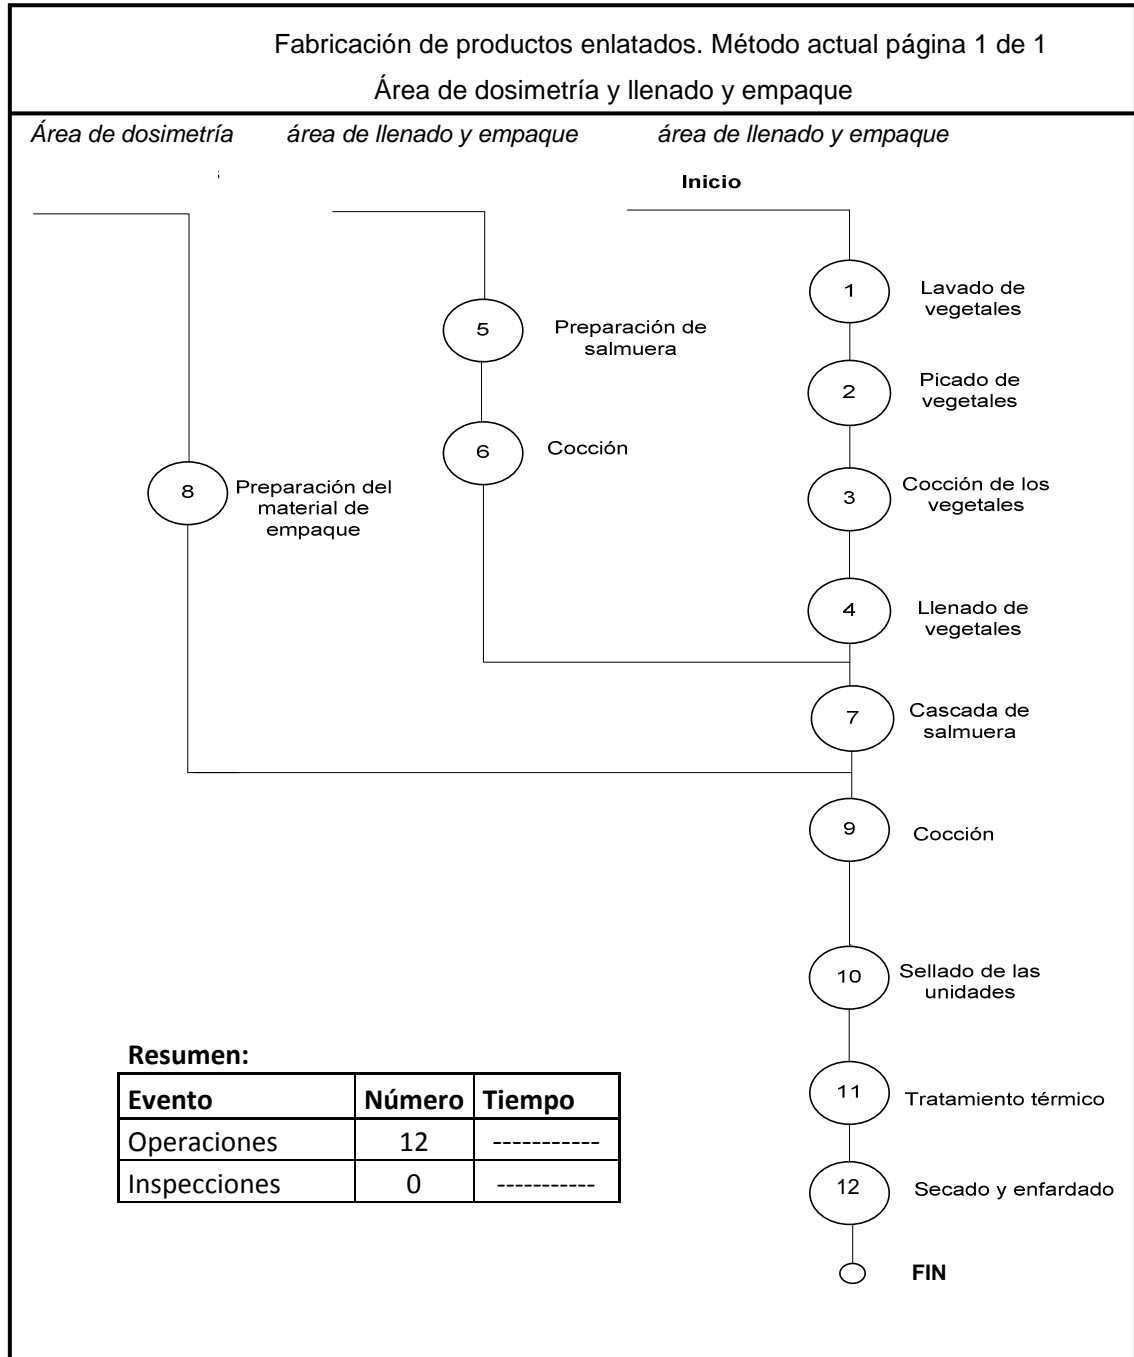 Fabricación de productos enlatados. Método actual página 1 de 1
Área de dosimetría y llenado y empaque
Área de dosimetría
área de llenado y empaque
área de llenado y empaque
Inicio
1
Lavado de
vegetales
5
Preparación de
salmuera
2
Picado de
vegetales
6
Cocción
8
Preparación del
material de
empaque
3
Cocción de los
vegetales
4
Llenado de
vegetales
7
Cascada de
salmuera
9
Cocción
10
Sellado de las
unidades
Resumen:
Evento Número Tiempo
Operaciones 12 -----------
Inspecciones 0 -----------
11
Tratamiento térmico
12
Secado y enfardado
FIN